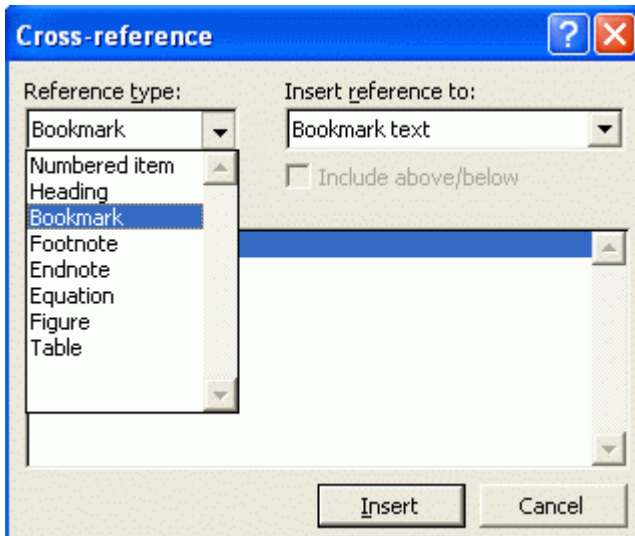 Cross-reference
Reference type:
Insert reference to:
Bookmark
Bookmark text
Include above/below
Numbered item
Heading
Bookmark
Footnote
Endnote
Equation
Figure
Table
Insert
Cancel